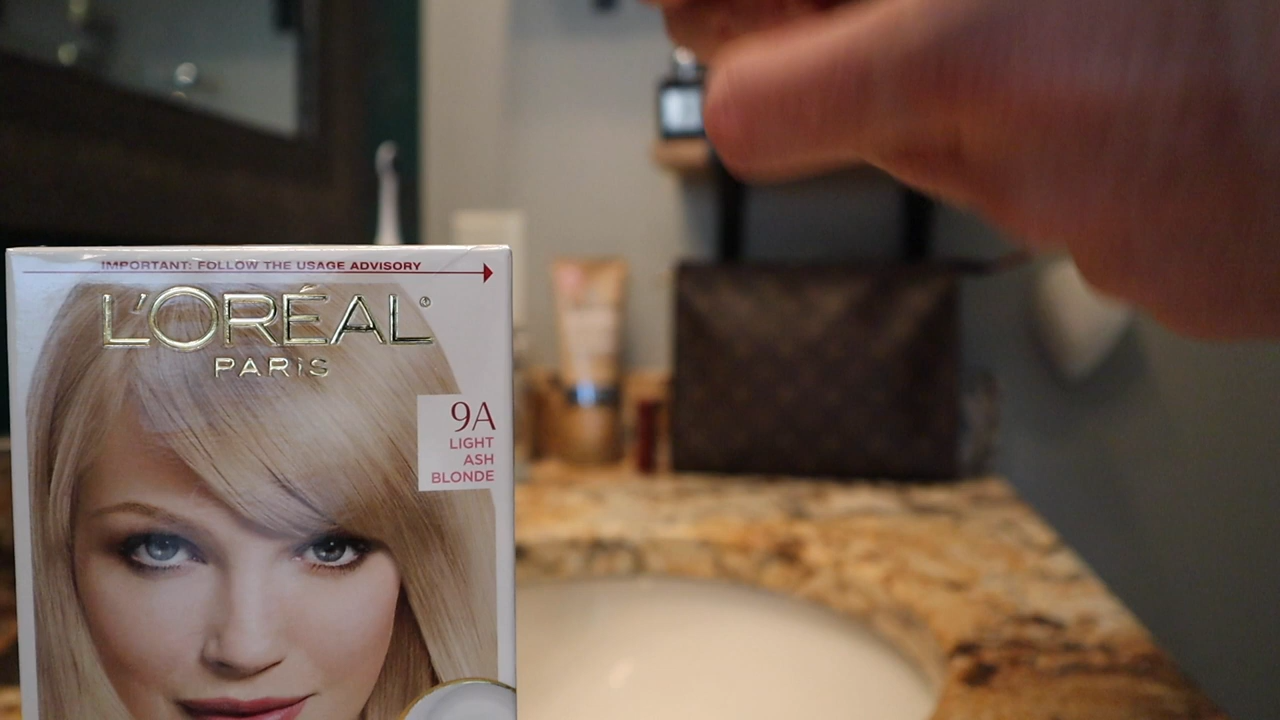 IMPORTANT: FOLLOW THE USAGE ADVISORY
L'ORÉAL®
PARIS
9A
LIGHT
ASH
BLONDE